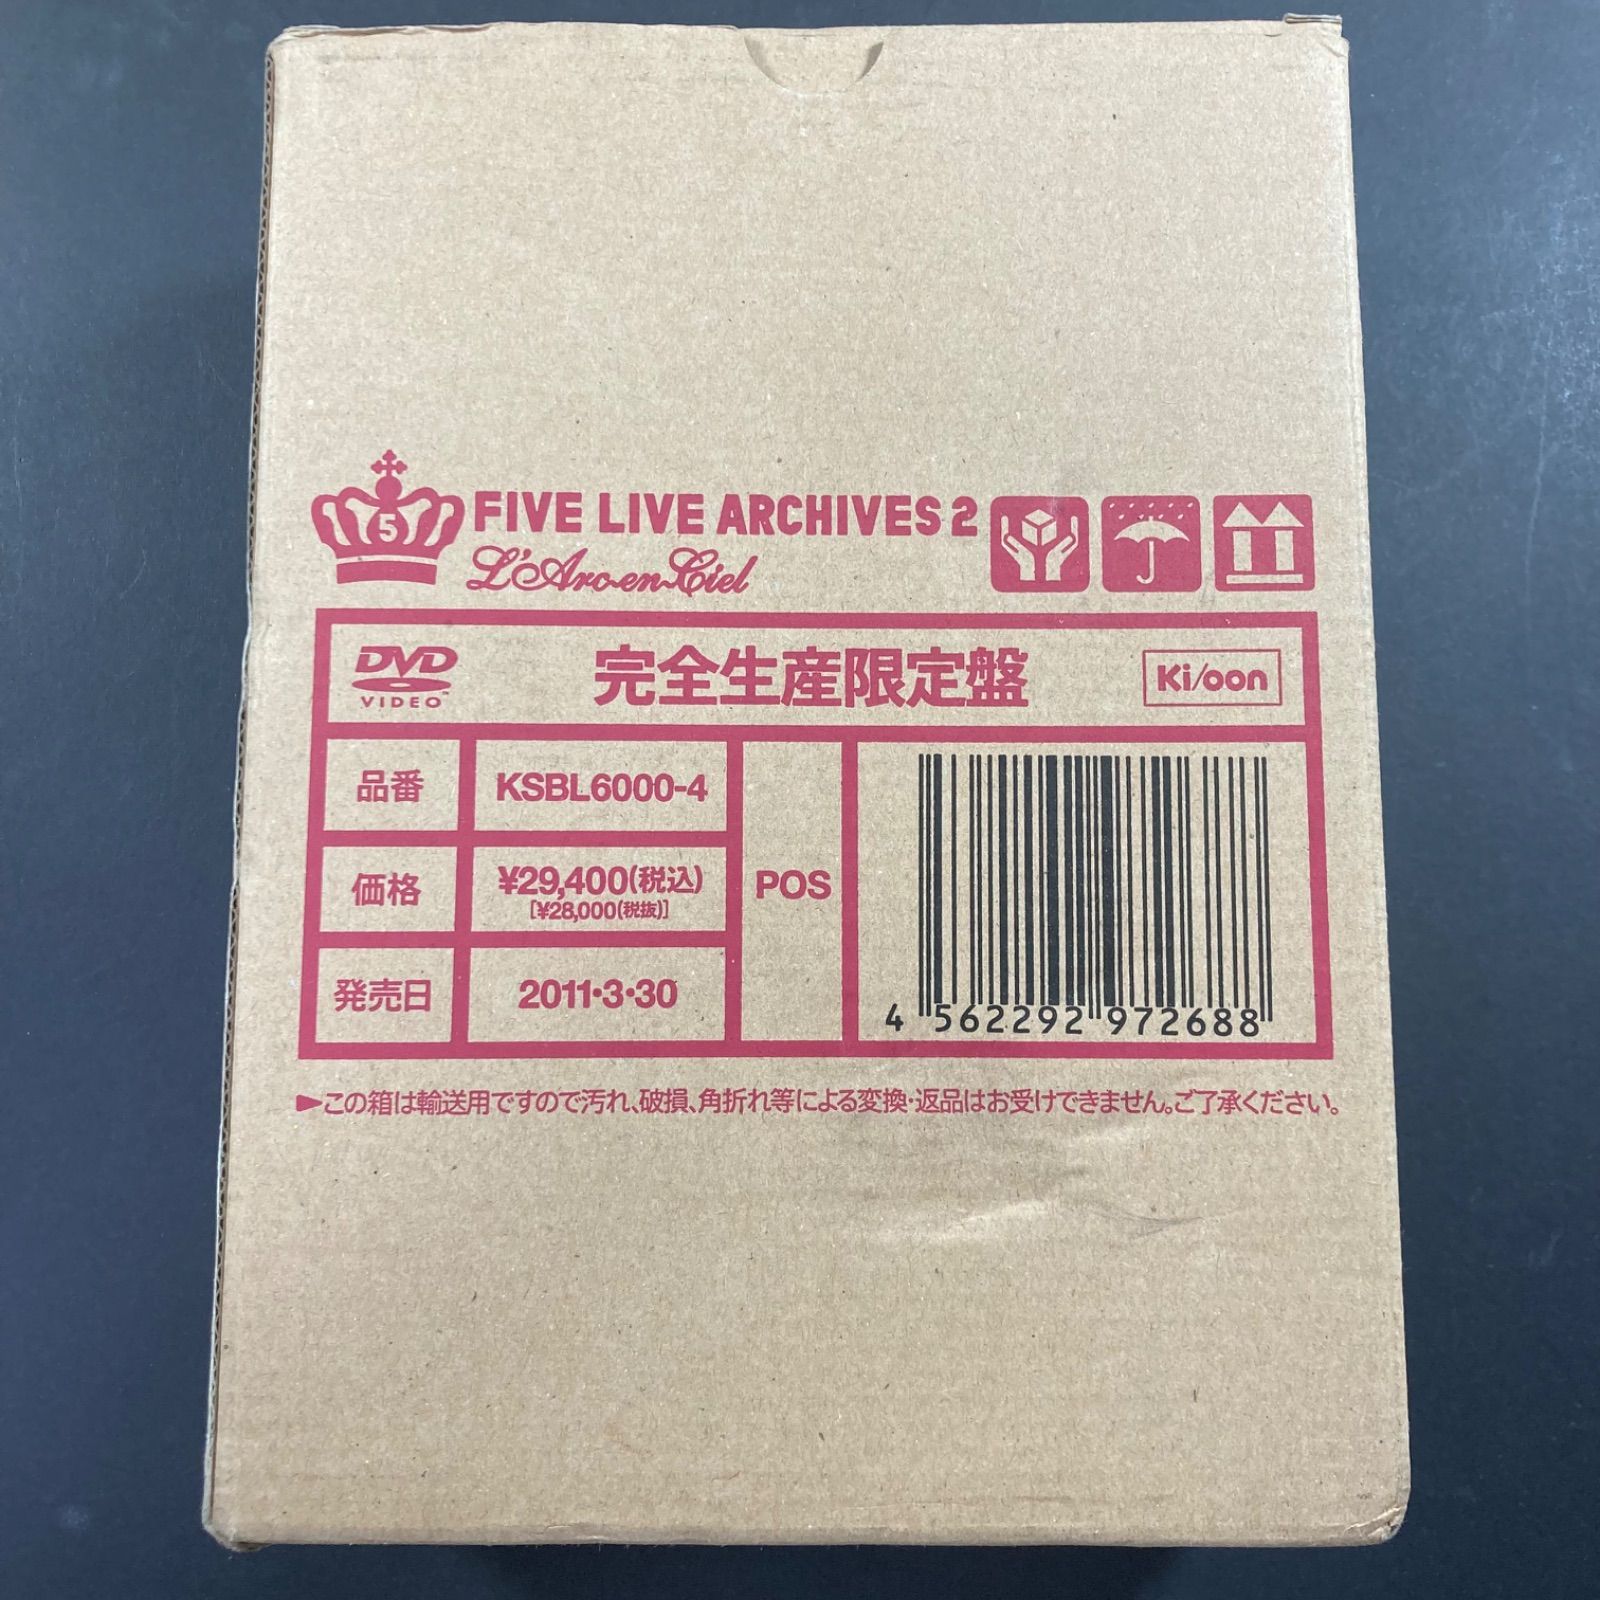 5
FIVE LIVE ARCHIVES 2
L'Arc~en~Ciel
DVD
VIDEO
™
完全生産限定盤
Ki/oon
品番
KSBL6000-4
価格
¥29,400(税込)
[¥28,000(税抜)]
発売日
2011・3・30
POS
4 562292 972688
▶この箱は輸送用ですので汚れ、破損、角折れ等による変換・返品はお受けできません。ご了承ください。